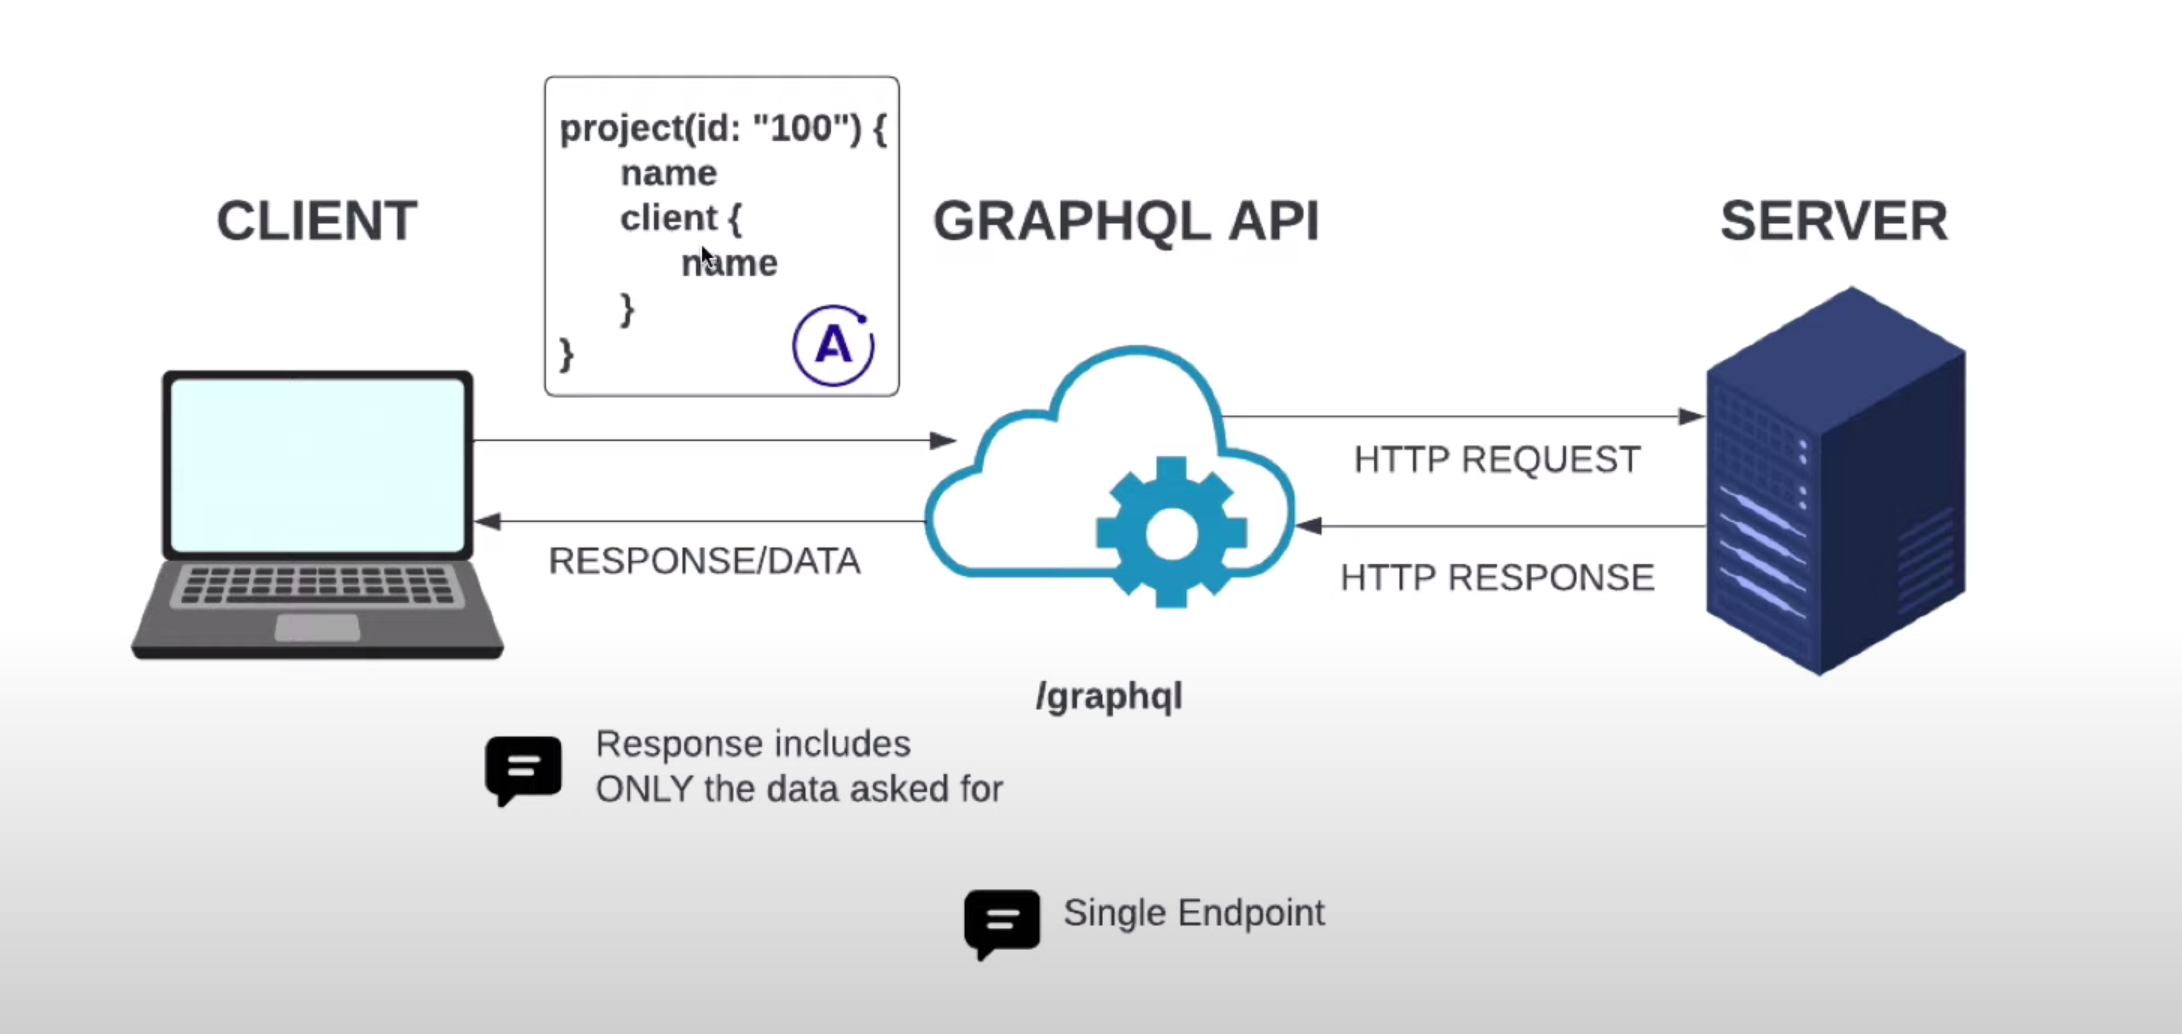 CLIENT
project(id: "100") {
name
client {
name
}
}
A
GRAPHQL API
SERVER
HTTP REQUEST
RESPONSE/DATA
HTTP RESPONSE
/graphql
Response includes
ONLY the data asked for
Single Endpoint